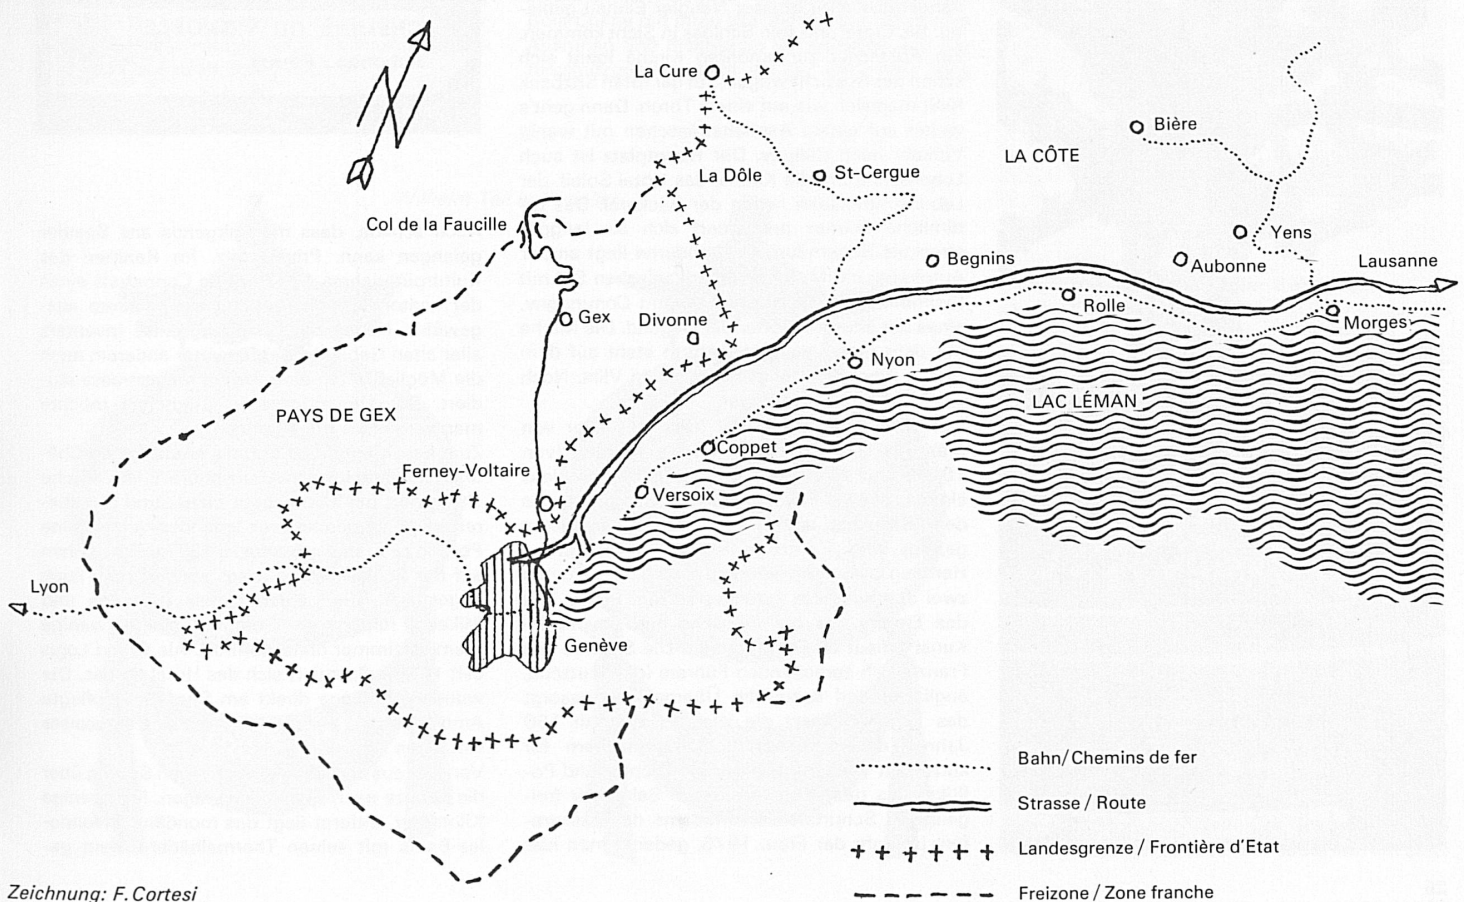 La Cure
Bière
LA CÔTE
La Dôle
St-Cergue
Col de la Faucille
Yens
Begnins
Aubonne
Lausanne
Rolle
Gex
Divonne
Morges
Nyon
PAYS DE GEX
LAC LÉMAN
Coppet
Ferney-Voltaire
Versoix
Lyon
Genève
Bahn/Chemins de fer
Strasse/Route
Landesgrenze/Frontière d'Etat
Freizone/Zone franche
Zeichnung: F. Cortesi